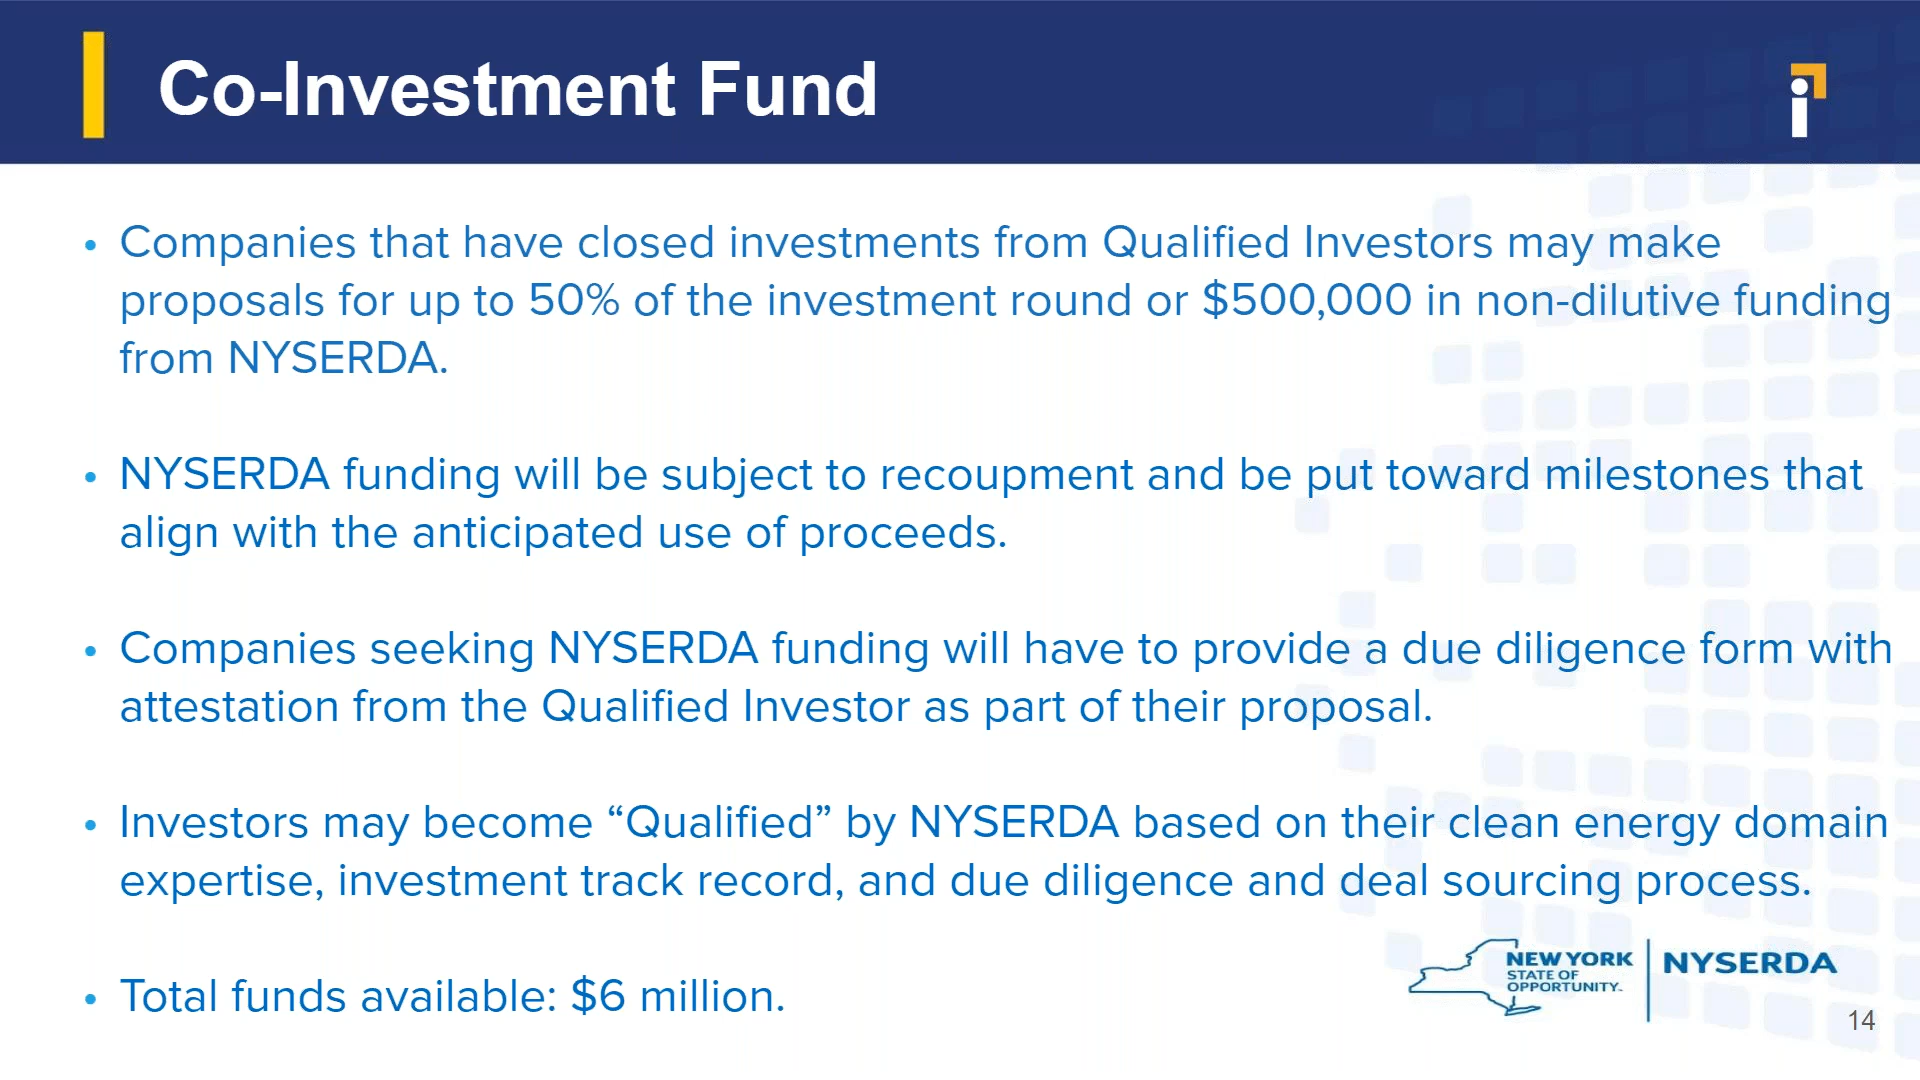 Co-Investment Fund
• Companies that have closed investments from Qualified Investors may make
proposals for up to 50% of the investment round or $500,000 in non-dilutive funding
from NYSERDA.
• NYSERDA funding will be subject to recoupment and be put toward milestones that
align with the anticipated use of proceeds.
• Companies seeking NYSERDA funding will have to provide a due diligence form with
attestation from the Qualified Investor as part of their proposal.
• Investors may become “Qualified” by NYSERDA based on their clean energy domain
expertise, investment track record, and due diligence and deal sourcing process.
• Total funds available: $6 million.
NEW YORK
STATE OF
OPPORTUNITY.
NYSERDA
14